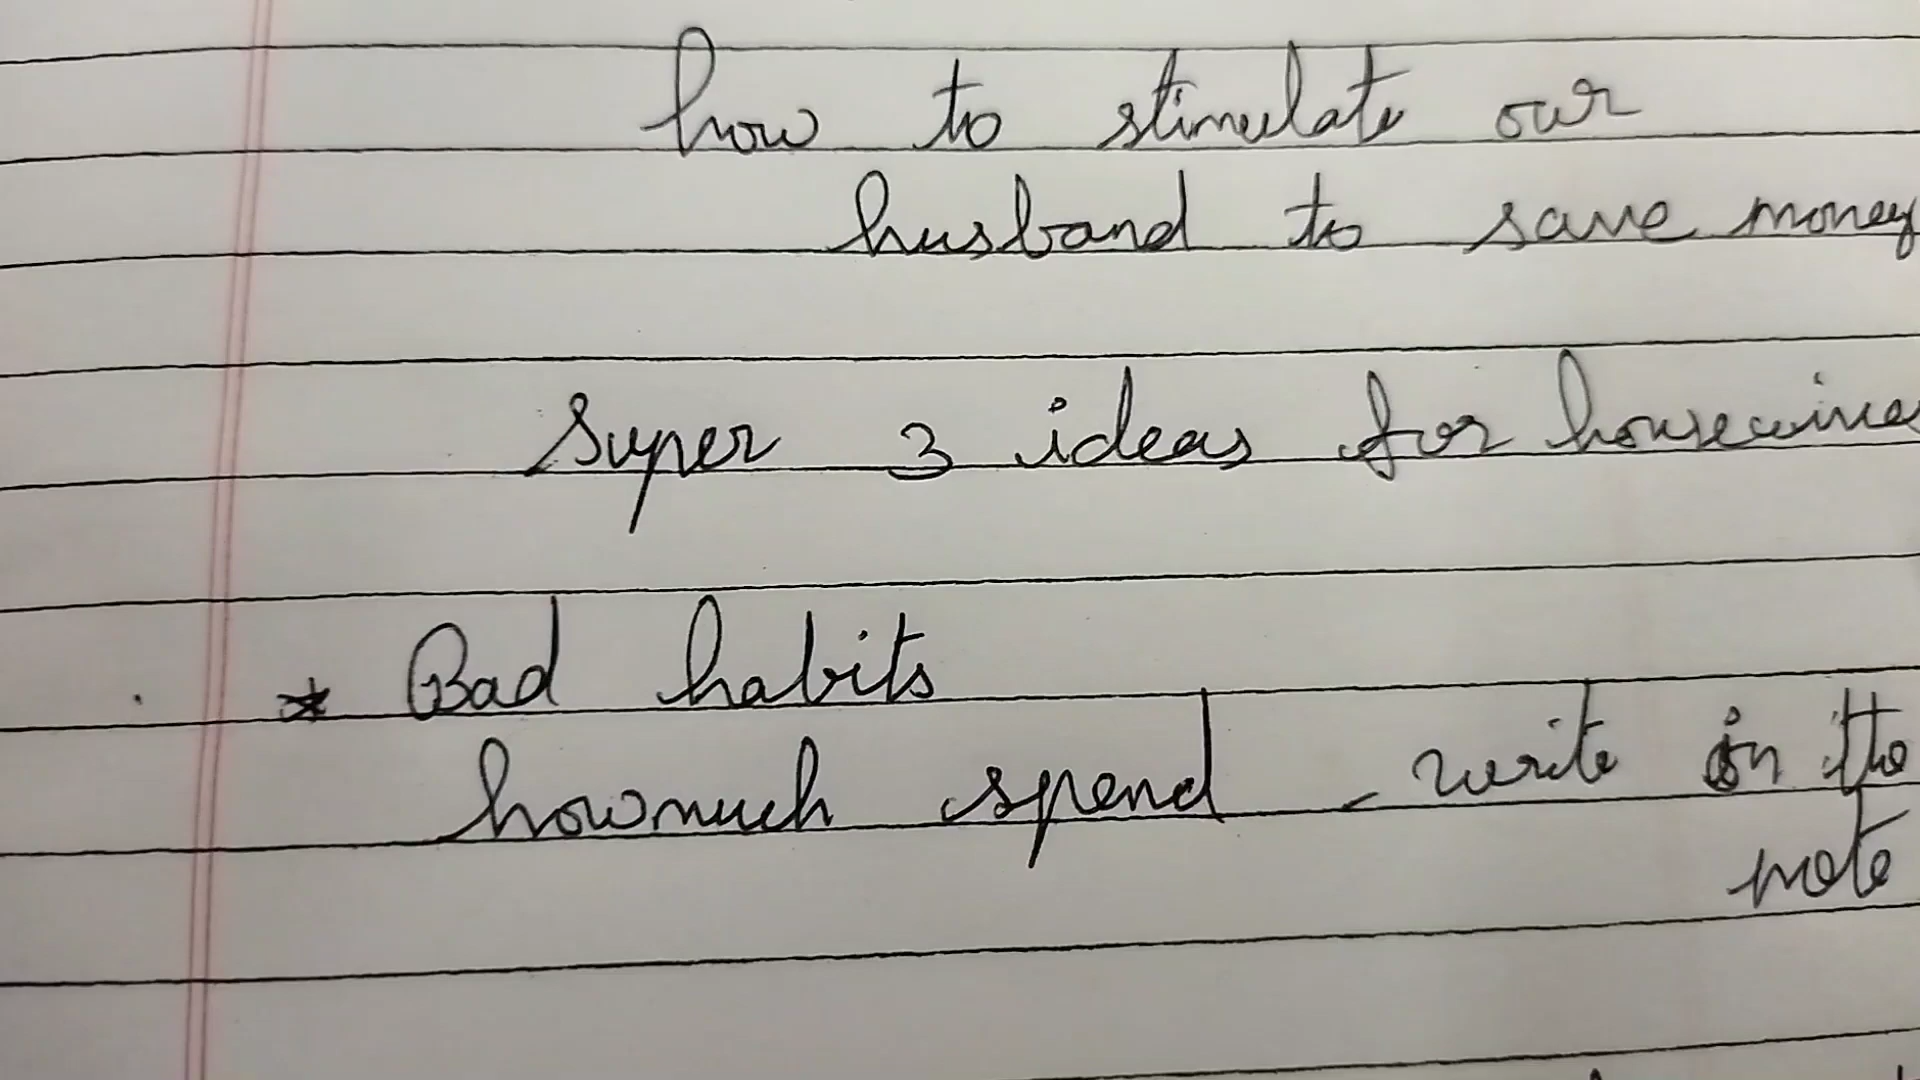 how to stimulate our
husband to save money
Super 3 ideas for housewives
* Bad habits
howmuch spend - write in the
note